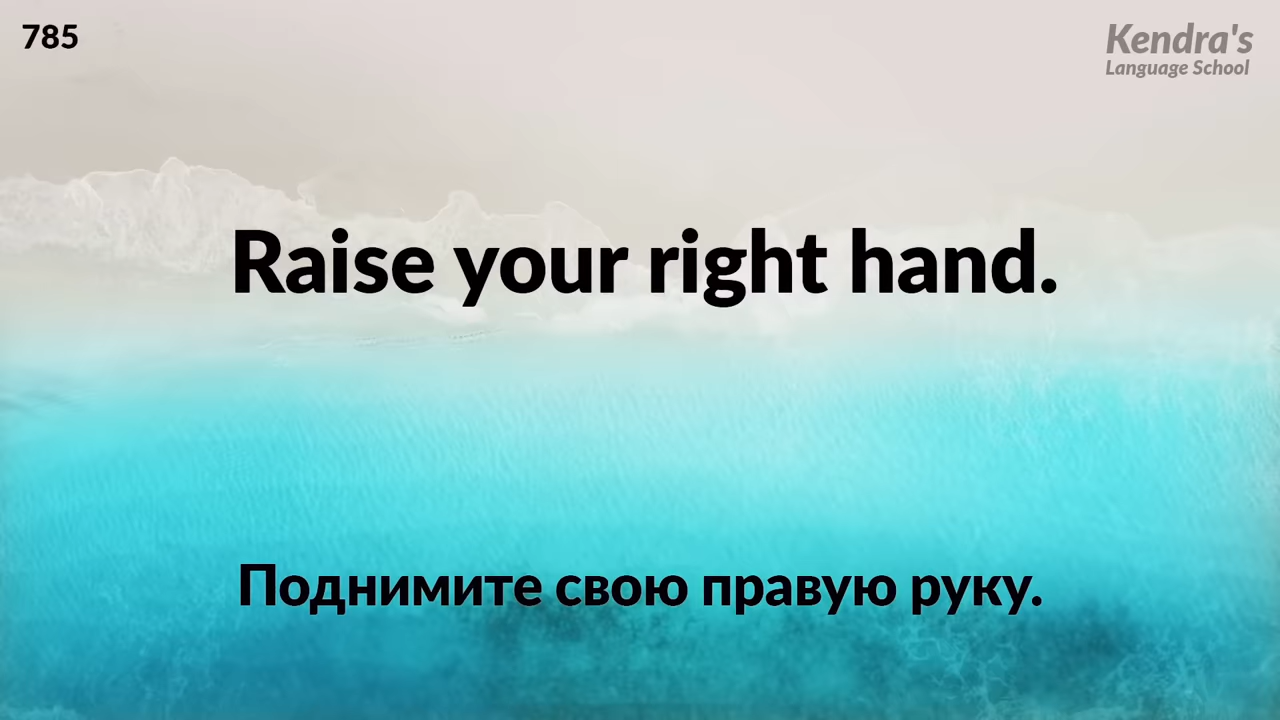 785
Kendra's
Language School
Raise your right hand.
Поднимите свою правую руку.